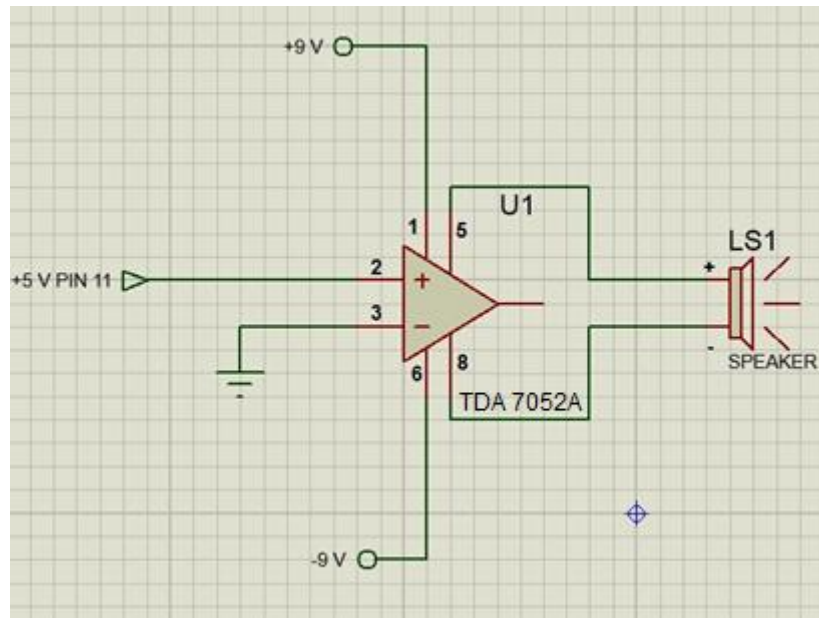 +9 V
U1
1
5
LS1
+5 V PIN 11
2
+
+
3
−
-
SPEAKER
6
8
TDA 7052A
-9 V